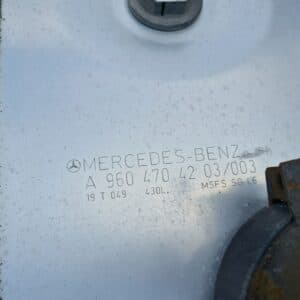 MERCEDES-BENZ
A 960 470 42 03/003
19 T 049 430L.